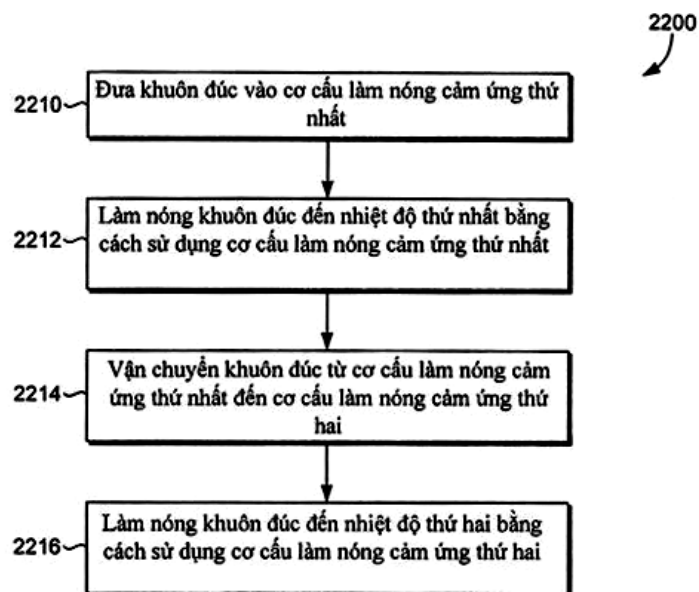 2200
2210
Đưa khuôn đúc vào cơ cấu làm nóng cảm ứng thứ
nhất
2212
Làm nóng khuôn đúc đến nhiệt độ thứ nhất bằng
cách sử dụng cơ cấu làm nóng cảm ứng thứ nhất
2214
Vận chuyển khuôn đúc từ cơ cấu làm nóng cảm
ứng thứ nhất đến cơ cấu làm nóng cảm ứng thứ
hai
2216
Làm nóng khuôn đúc đến nhiệt độ thứ hai bằng
cách sử dụng cơ cấu làm nóng cảm ứng thứ hai